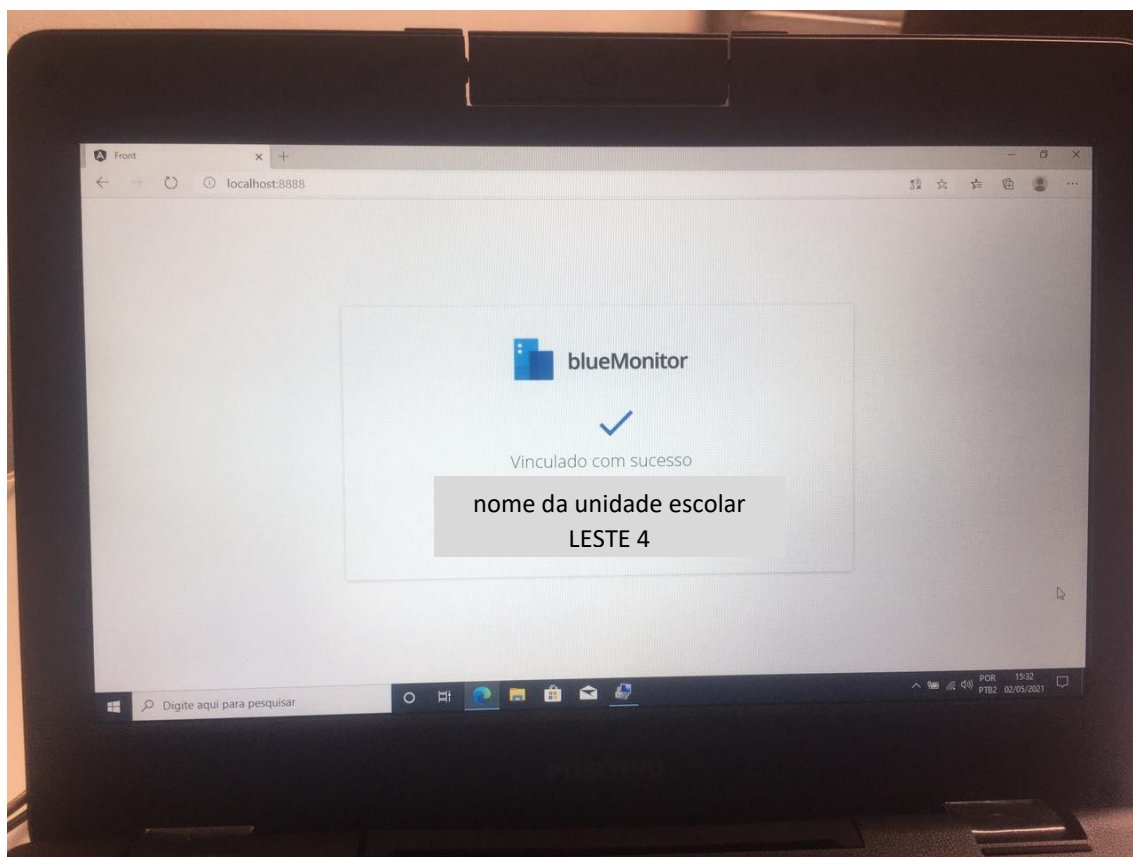 Front
localhost:8888
blueMonitor
Vinculado com sucesso
nome da unidade escolar
LESTE 4
Digite aqui para pesquisar
POR 15:32
PTB2 02/05/2021
POSITIVO